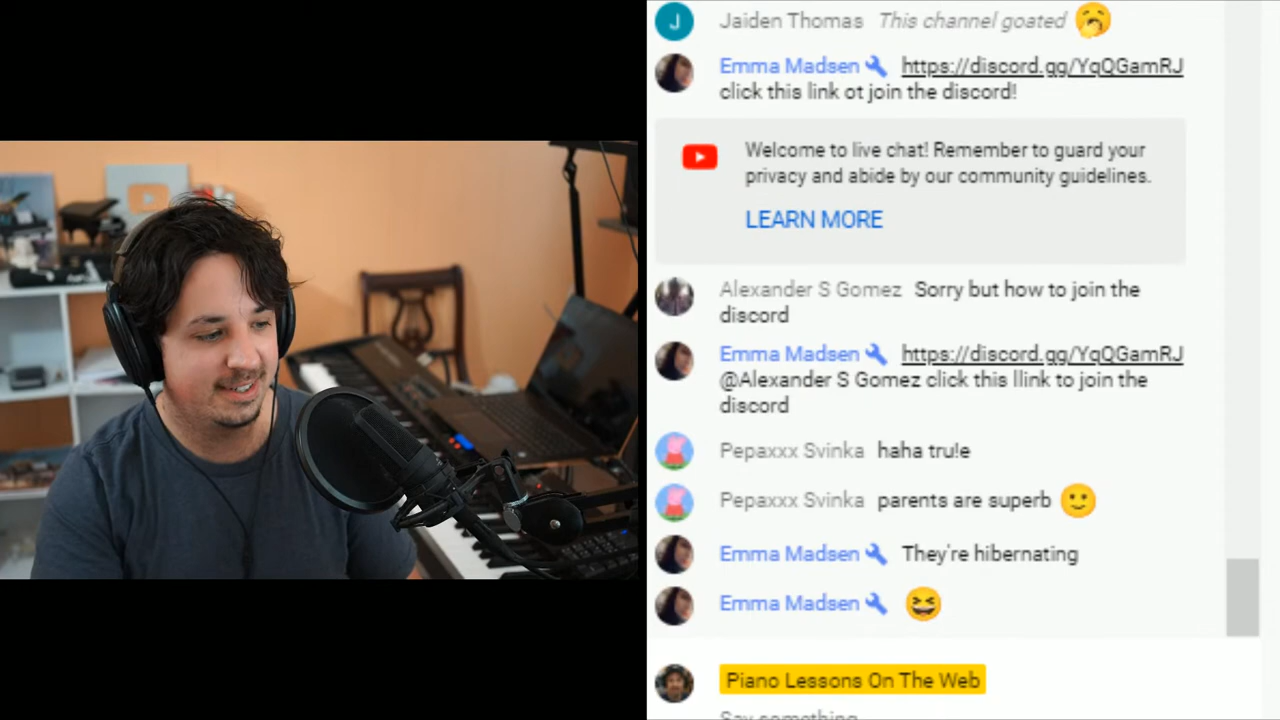 J
Jaiden Thomas This channel goated
Emma Madsen https://discord.gg/YqQGamRJ
click this link ot join the discord!
Welcome to live chat! Remember to guard your
privacy and abide by our community guidelines.
LEARN MORE
Alexander S Gomez Sorry but how to join the
discord
Emma Madsen https://discord.gg/YqQGamRJ
@Alexander S Gomez click this llink to join the
discord
Pepaxxx Svinka haha tru!e
Pepaxxx Svinka parents are superb
Emma Madsen They're hibernating
Emma Madsen
Piano Lessons On The Web
Say something...